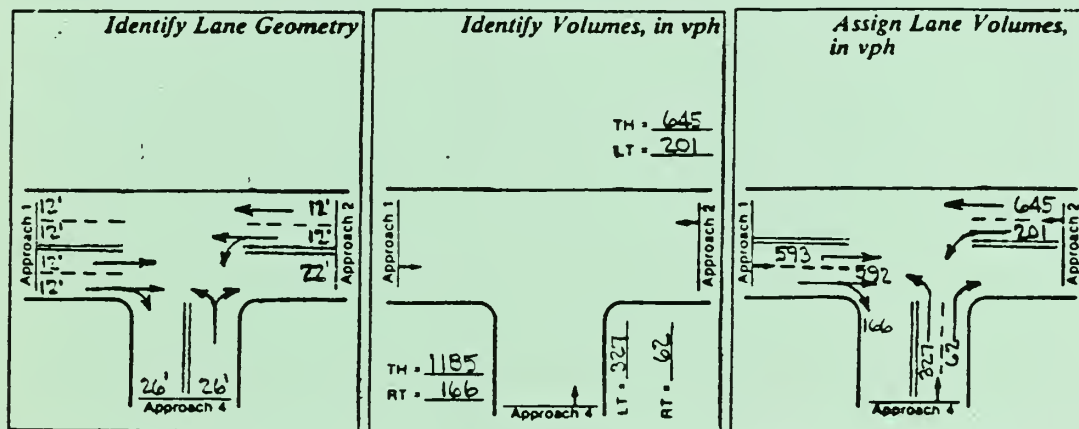 Identify Lane Geometry
12'
12'
12'
12'
Approach 1
12'
12'
22'
Approach 2
26' 26'
Approach 4
Identify Volumes, in vph
TH = 645
LT = 201
Approach 1
Approach 2
TH = 1185
RT = 166
LT = 327
RT = 62
Approach 4
Assign Lane Volumes,
in vph
Approach 1
593
592
166
645
201
Approach 2
327
62
Approach 4